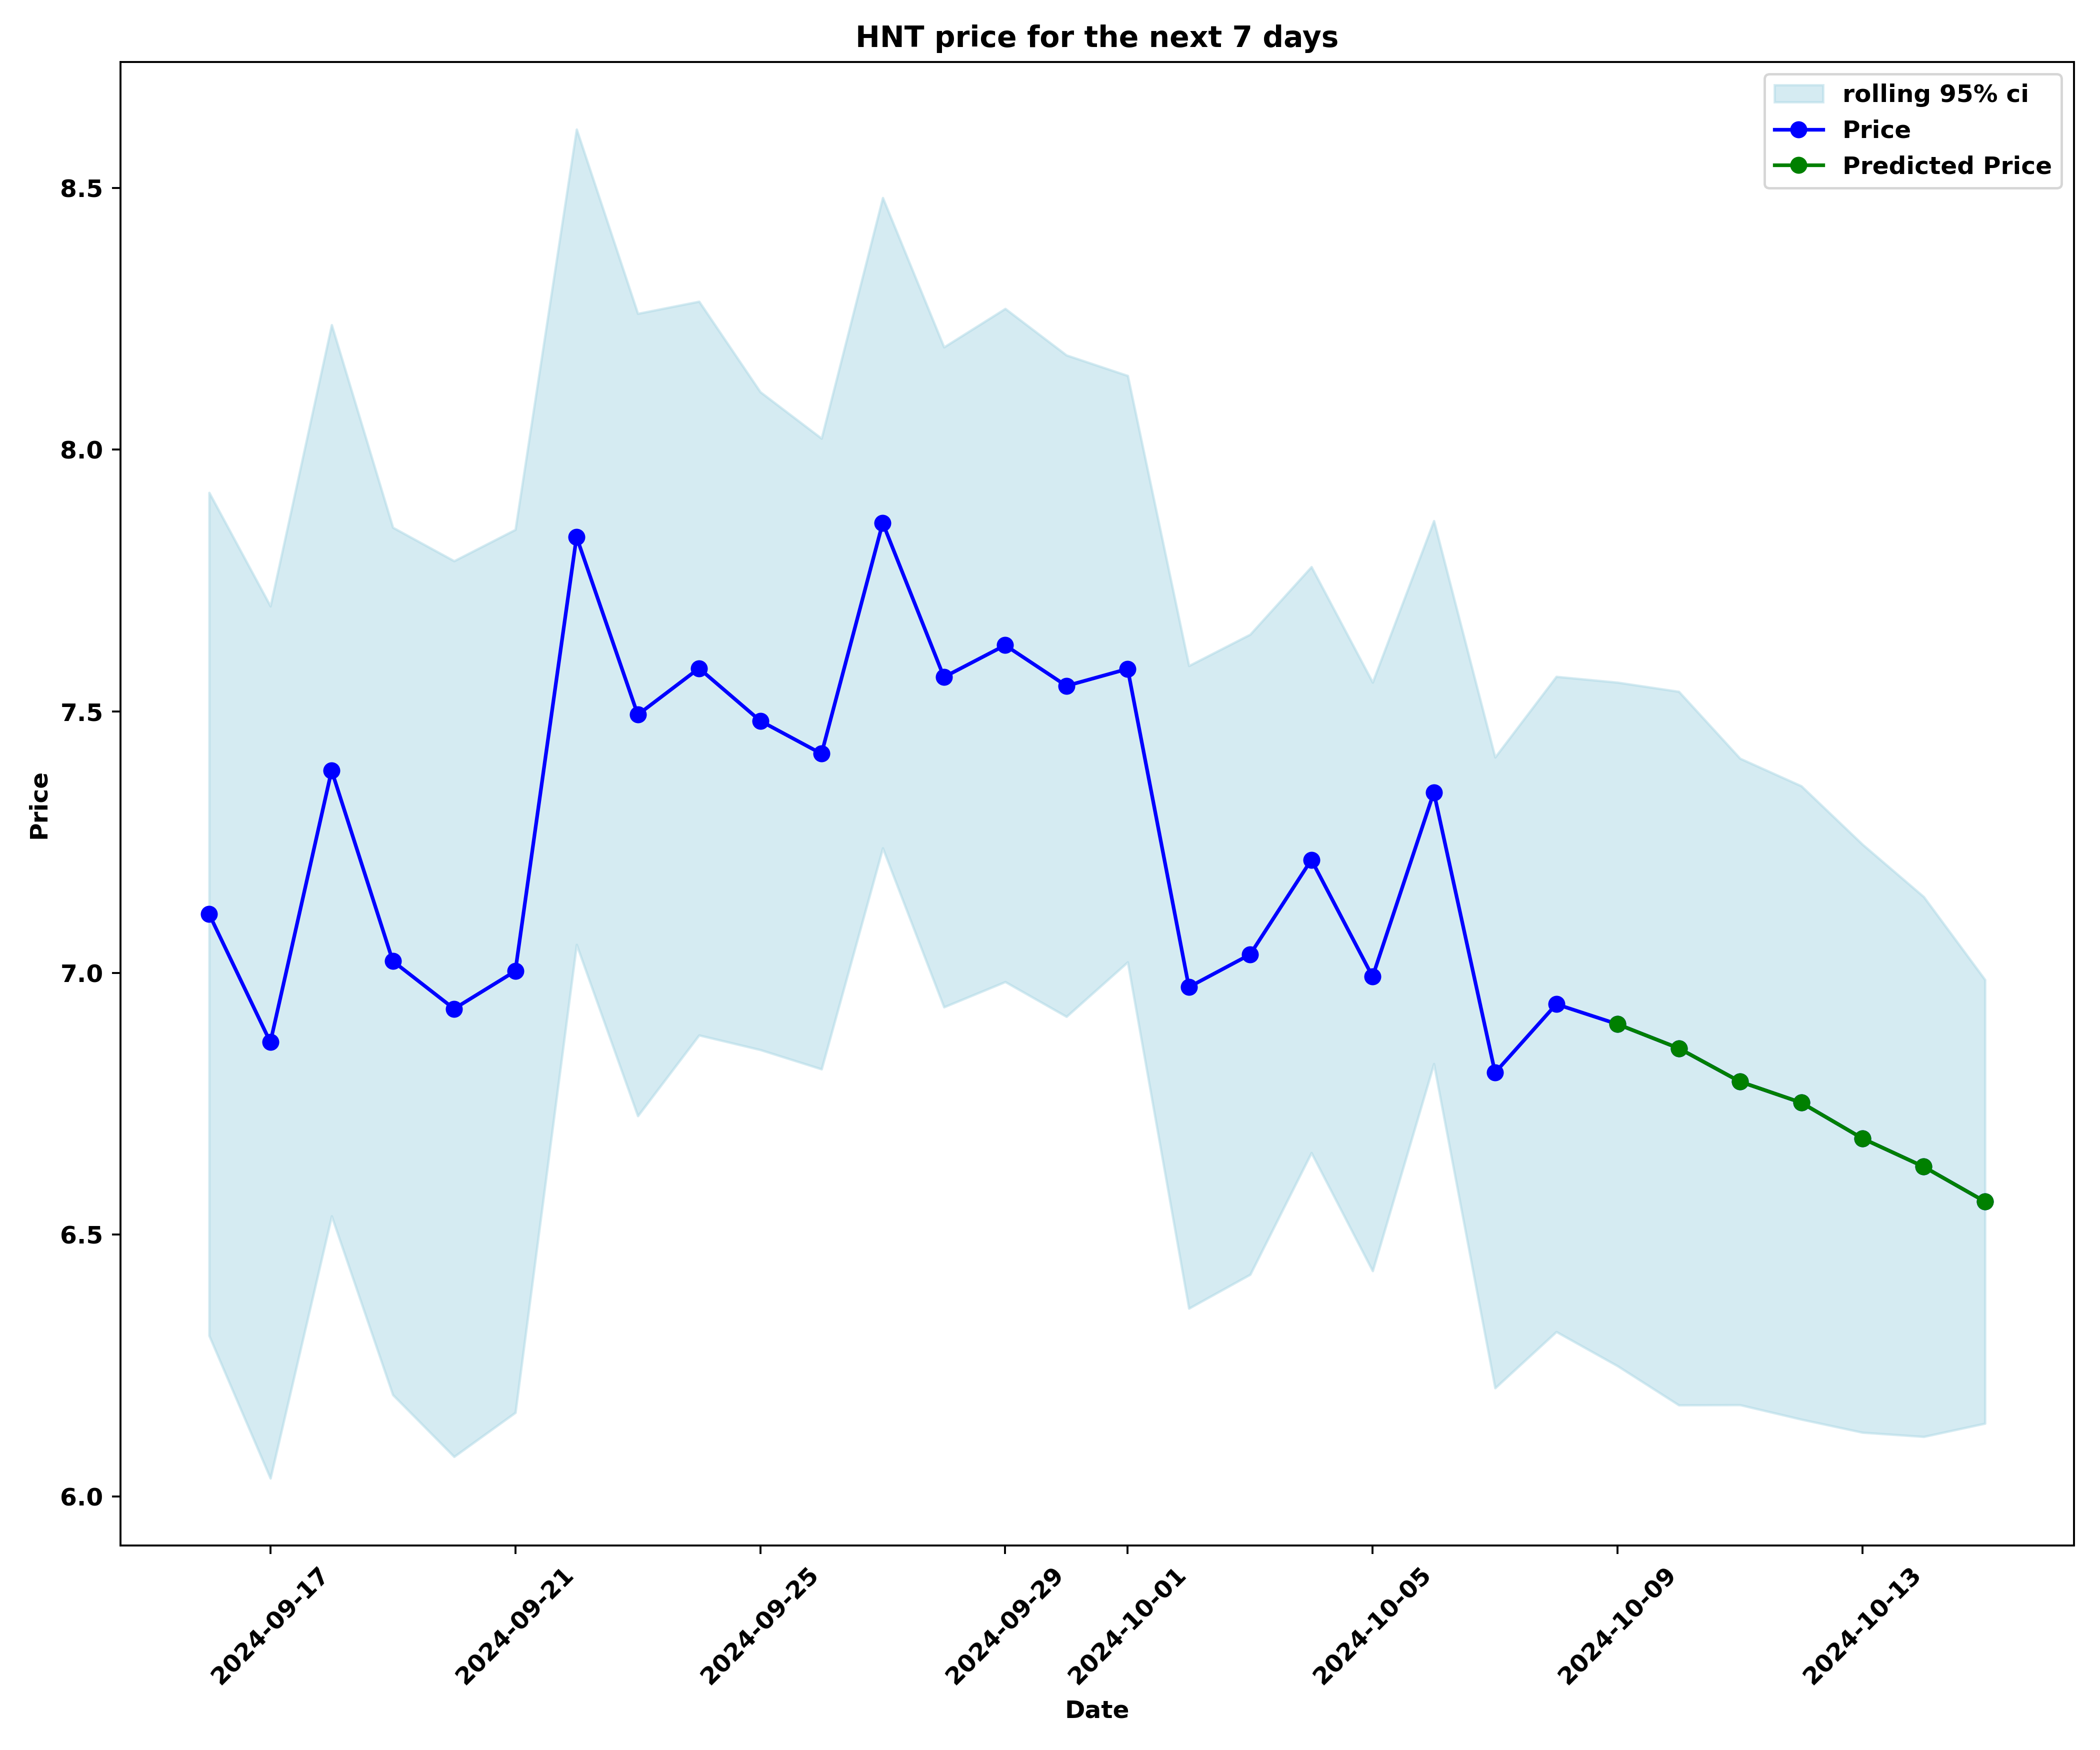 HNT price for the next 7 days
rolling 95% ci
Price
Predicted Price
8.5
8.0
7.5
7.0
6.5
6.0
Price
2024-09-17
2024-09-21
2024-09-25
2024-09-29
2024-10-01
2024-10-05
2024-10-09
2024-10-13
Date